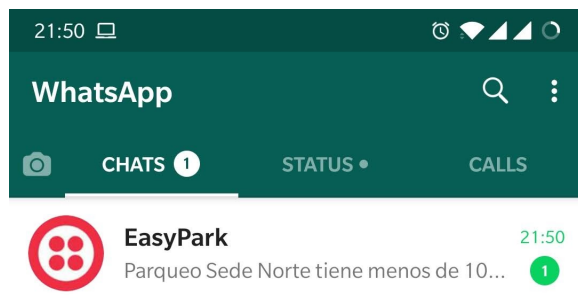 21:50
WhatsApp
CHATS 1
STATUS
CALLS
EasyPark
21:50
Parqueo Sede Norte tiene menos de 10...
1